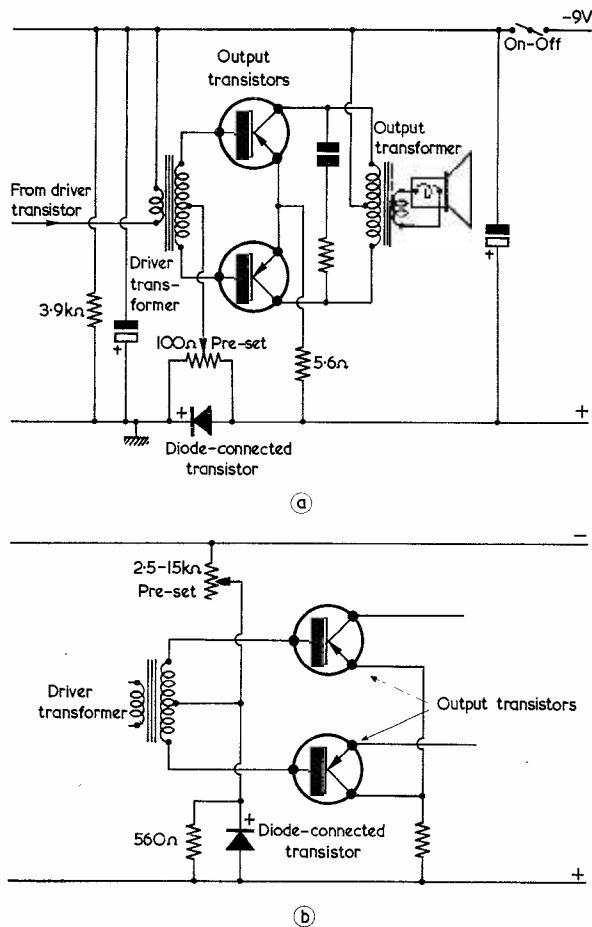 -9V
On-Off
Output
transistors
Output
transformer
From driver
transistor
Driver
trans-
former
3·9kΩ
+
100Ω Pre-set
5·6Ω
+
+
+
Diode-connected
transistor
a
-
2·5-15kΩ
Pre-set
Driver
transformer
Output transistors
560Ω
+
Diode-connected
transistor
+
b